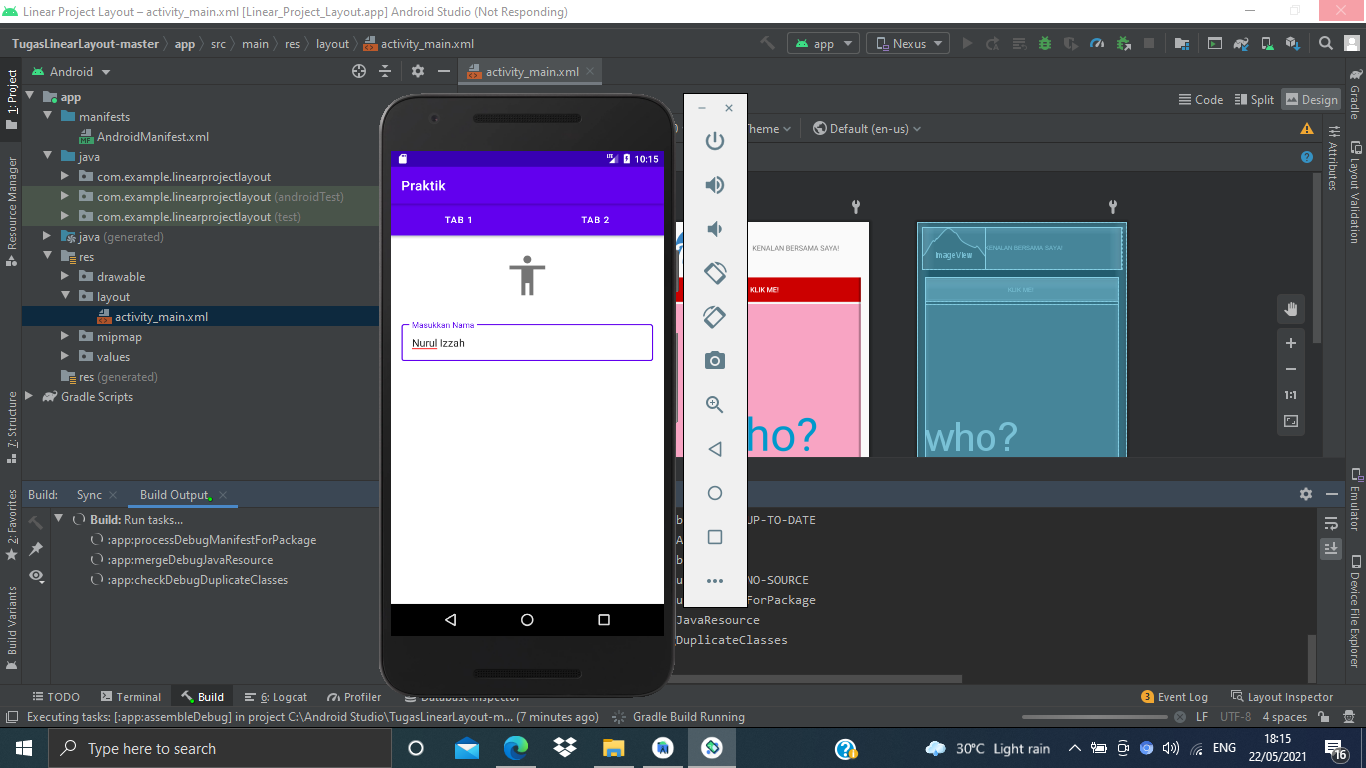 Linear Project Layout – activity_main.xml [Linear_Project_Layout.app] Android Studio (Not Responding)
TugasLinearLayout-master app src main res layout activity_main.xml
app Nexus
Android
activity_main.xml
Code Split Design
Default (en-us)
1: Project
Resource Manager
7: Structure
2: Favorites
Build Variants
app
manifests
AndroidManifest.xml
java
com.example.linearprojectlayout
com.example.linearprojectlayout (androidTest)
com.example.linearprojectlayout (test)
java (generated)
res
drawable
layout
activity_main.xml
mipmap
values
res (generated)
Gradle Scripts
10:15
Praktik
TAB 1 TAB 2
Masukkan Nama
Nurul Izzah
KENALAN BERSAMA SAYA!
KLIK ME!
ho?
ImageView
KENALAN BERSAMA SAYA!
KLIK ME!
who?
1:1
Gradle
Attributes
Layout Validation
Emulator
Device File Explorer
Build: Sync Build Output
Build: Run tasks...
:app:processDebugManifestForPackage
:app:mergeDebugJavaResource
:app:checkDebugDuplicateClasses
UP-TO-DATE
NO-SOURCE
ForPackage
JavaResource
DuplicateClasses
TODO Terminal Build 6: Logcat Profiler Database Inspector
3 Event Log Layout Inspector
Executing tasks: [:app:assembleDebug] in project C:\Android Studio\TugasLinearLayout-m... (7 minutes ago) Gradle Build Running LF UTF-8 4 spaces
Type here to search
30°C Light rain ENG
18:15
22/05/2021
16